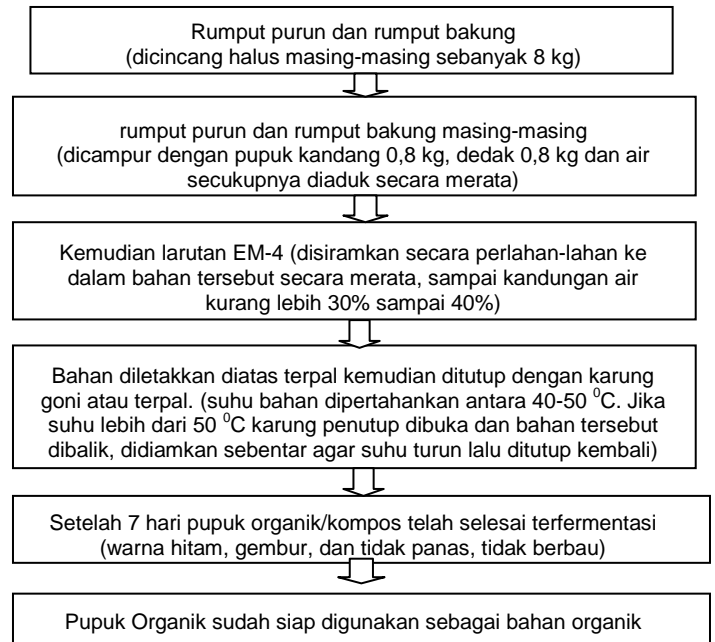 Rumput purun dan rumput bakung
(dicincang halus masing-masing sebanyak 8 kg)
rumput purun dan rumput bakung masing-masing
(dicampur dengan pupuk kandang 0,8 kg, dedak 0,8 kg dan air
secukupnya diaduk secara merata)
Kemudian larutan EM-4 (disiramkan secara perlahan-lahan ke
dalam bahan tersebut secara merata, sampai kandungan air
kurang lebih 30% sampai 40%)
Bahan diletakkan diatas terpal kemudian ditutup dengan karung
goni atau terpal. (suhu bahan dipertahankan antara 40-50 ⁰C. Jika
suhu lebih dari 50 ⁰C karung penutup dibuka dan bahan tersebut
dibalik, didiamkan sebentar agar suhu turun lalu ditutup kembali)
Setelah 7 hari pupuk organik/kompos telah selesai terfermentasi
(warna hitam, gembur, dan tidak panas, tidak berbau)
Pupuk Organik sudah siap digunakan sebagai bahan organik